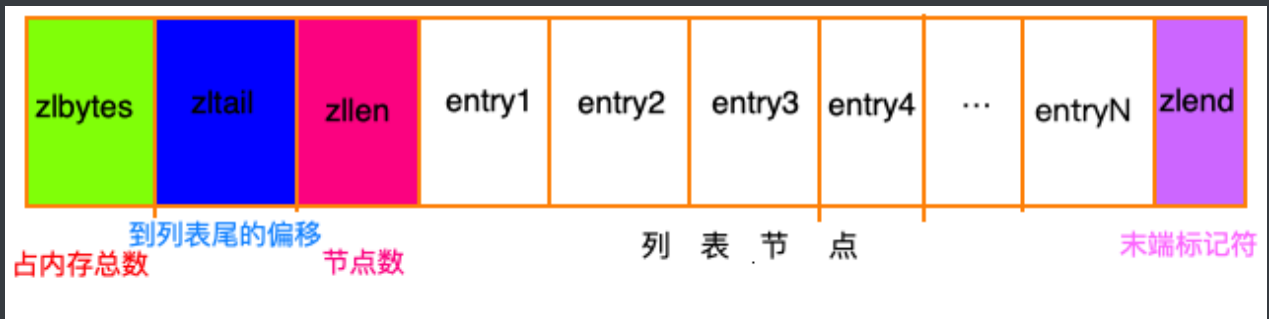 zlbytes zltail zllen entry1 entry2 entry3 entry4 ... entryN zlend
到列表尾的偏移
占内存总数 节点数 列 表 节 点 末端标记符